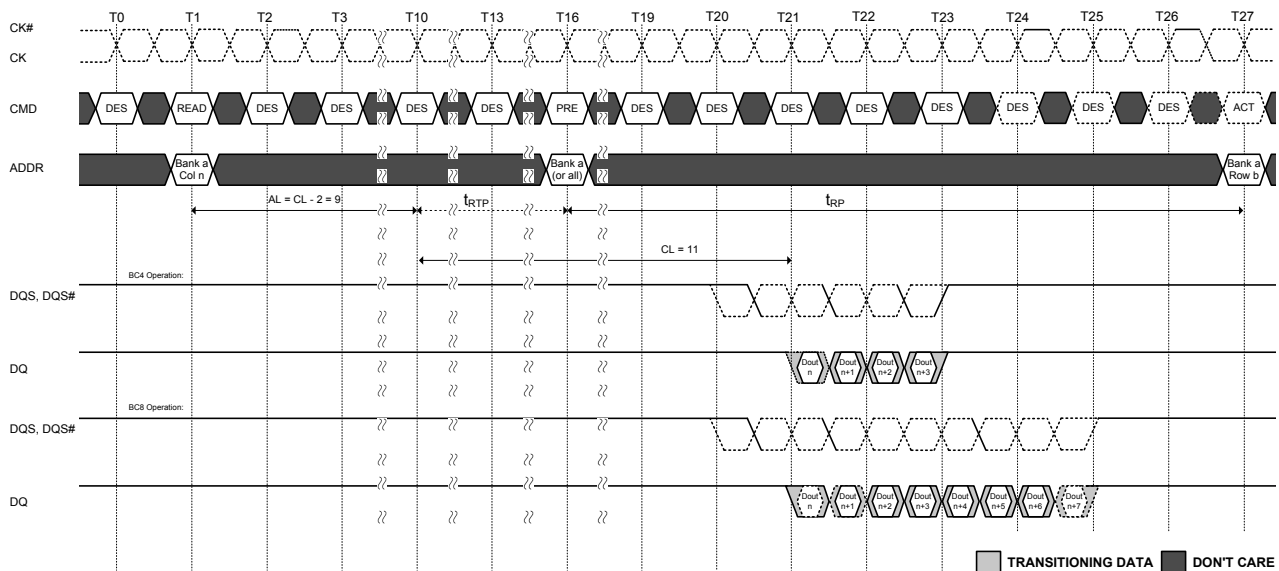 T0 T1 T2 T3 T10 T13 T16 T19 T20 T21 T22 T23 T24 T25 T26 T27
CK#
CK
CMD DES READ DES DES DES DES PRE DES DES DES DES DES DES DES DES ACT
ADDR
Bank a
Col n
Bank a
(or all)
Bank a
Row b
AL = CL - 2 = 9
tRTP
tRP
CL = 11
BC4 Operation:
DQS, DQS#
DQ
Dout
n
Dout
n+1
Dout
n+2
Dout
n+3
BC8 Operation:
DQS, DQS#
DQ
Dout
n
Dout
n+1
Dout
n+2
Dout
n+3
Dout
n+4
Dout
n+5
Dout
n+6
Dout
n+7
TRANSITIONING DATA DON'T CARE